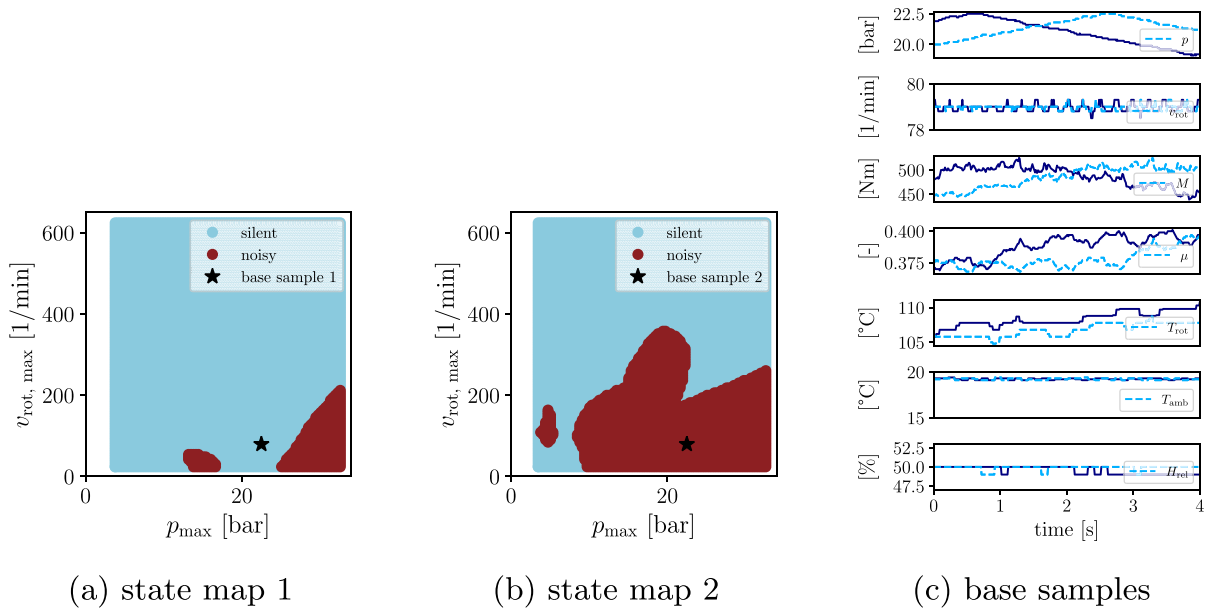 600
400
200
0
0
20
v_rot, max [1/min]
p_max [bar]
silent
noisy
base sample 1
(a) state map 1
600
400
200
0
0
20
v_rot, max [1/min]
p_max [bar]
silent
noisy
base sample 2
(b) state map 2
[bar]
22.5
20.0
p
[1/min]
80
78
v_rot
[Nm]
500
450
M
[-]
0.400
0.375
μ
[°C]
110
105
T_rot
[°C]
20
15
T_amb
[%]
52.5
50.0
47.5
H_rel
0
1
2
3
4
time [s]
(c) base samples